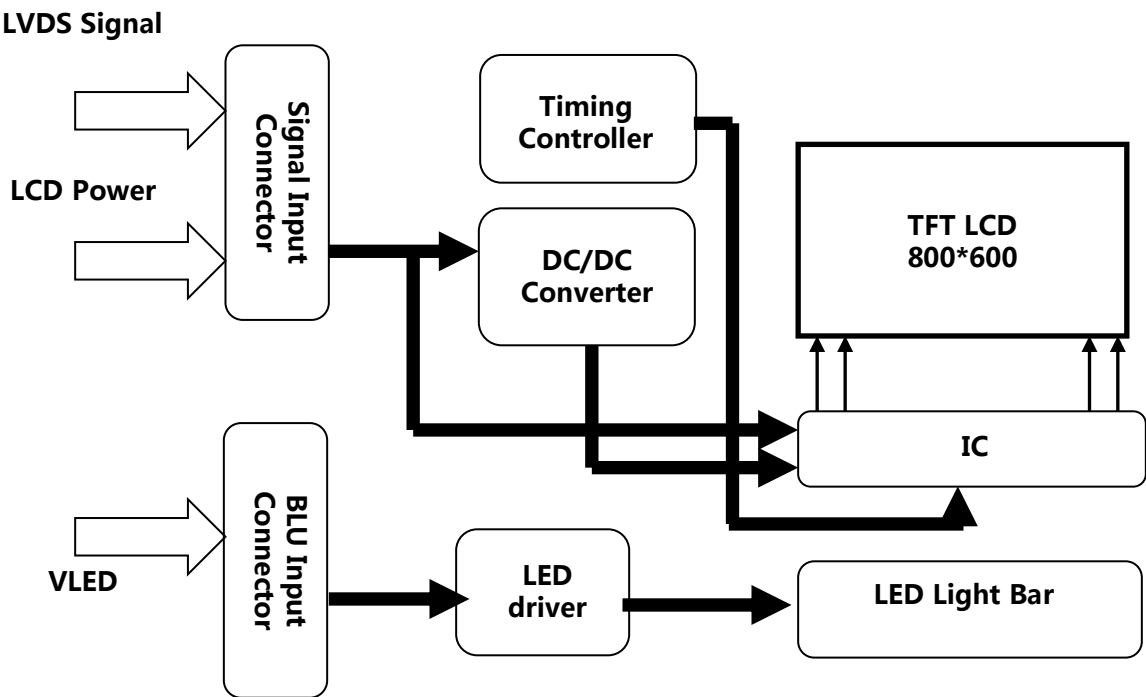 LVDS Signal
LCD Power
Signal Input
Connector
Timing
Controller
DC/DC
Converter
TFT LCD
800*600
IC
VLED
BLU Input
Connector
LED
driver
LED Light Bar